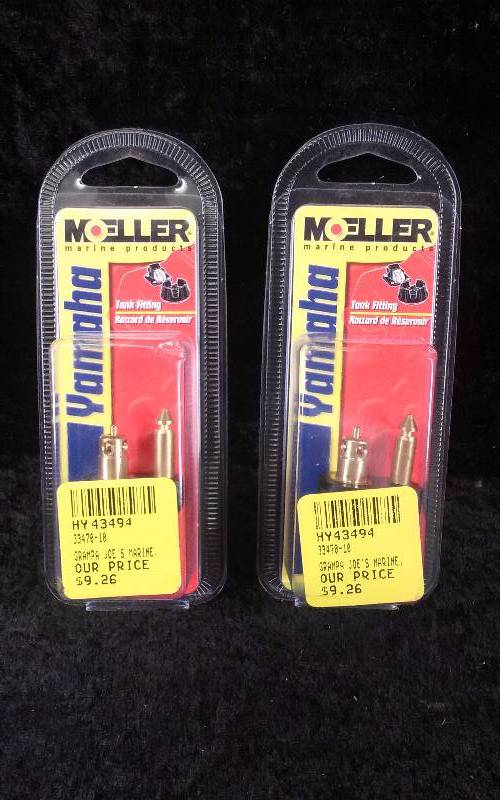 MOELLER
marine products
Yamaha
Tank Fitting
Raccord de Réservoir
HY43494
33470-10
GRAMPA JOE'S MARINE.
OUR PRICE
$9.26
MOELLER
marine products
Yamaha
Tank Fitting
Raccord de Réservoir
HY43494
33470-10
GRAMPA JOE'S MARINE.
OUR PRICE
$9.26